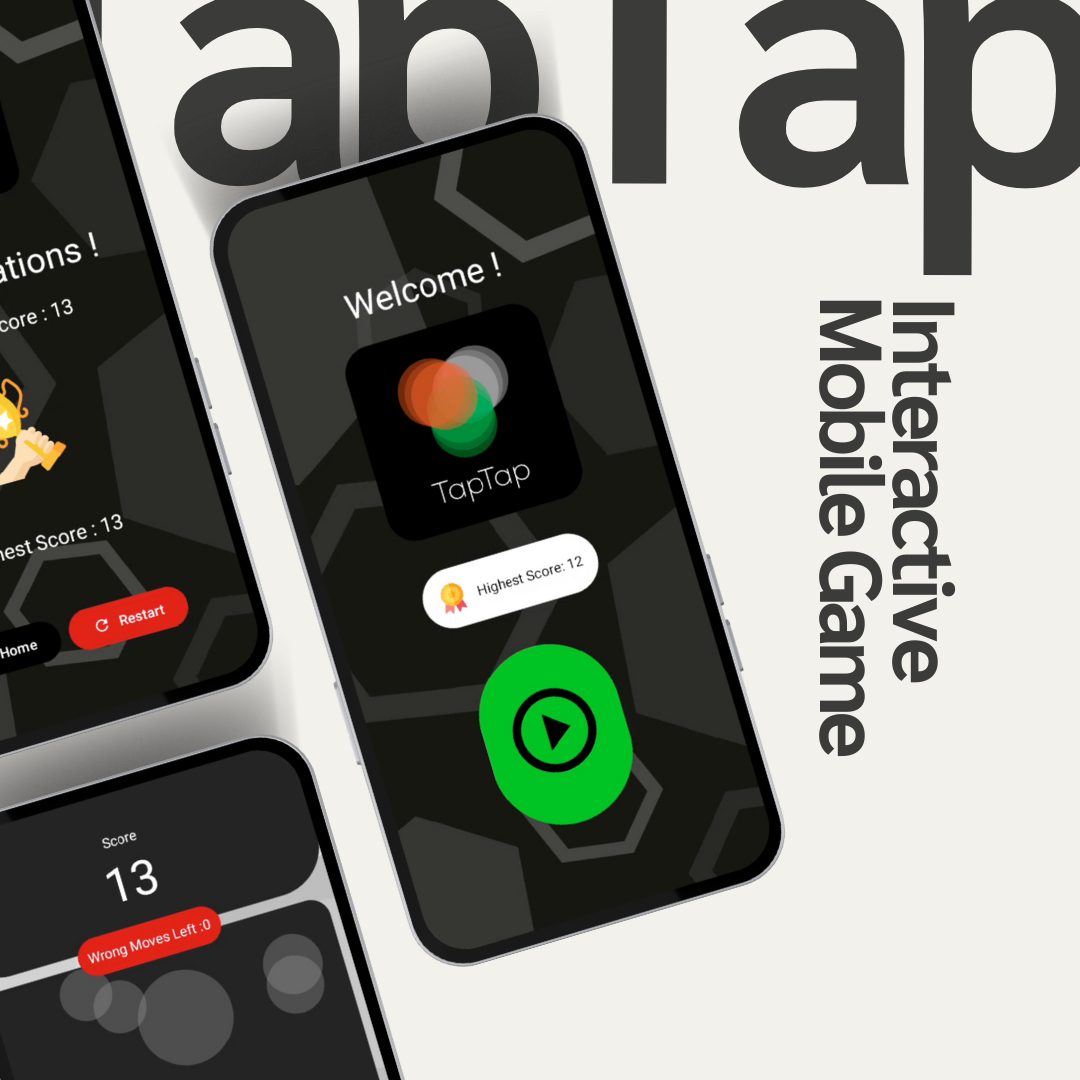 TapTap
Interactive
Mobile Game
ations !
core : 13
hest Score : 13
Home
Restart
Welcome !
TapTap
Highest Score: 12
Score
13
Wrong Moves Left :0